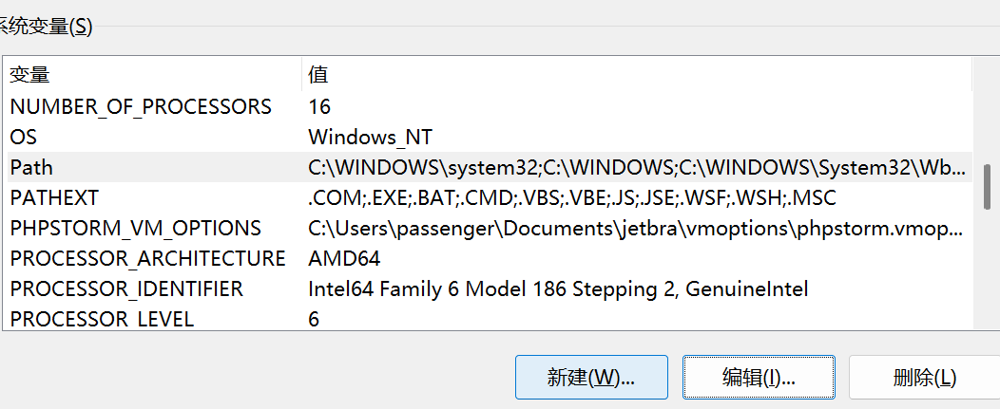 系统变量(S)
变量 值
NUMBER_OF_PROCESSORS 16
OS Windows_NT
Path C:\WINDOWS\system32;C:\WINDOWS;C:\WINDOWS\System32\Wb...
PATHEXT .COM;.EXE;.BAT;.CMD;.VBS;.VBE;.JS;.JSE;.WSF;.WSH;.MSC
PHPSTORM_VM_OPTIONS C:\Users\passenger\Documents\jetbra\vmoptions\phpstorm.vmop...
PROCESSOR_ARCHITECTURE AMD64
PROCESSOR_IDENTIFIER Intel64 Family 6 Model 186 Stepping 2, GenuineIntel
PROCESSOR_LEVEL 6
新建(W)... 编辑(I)... 删除(L)